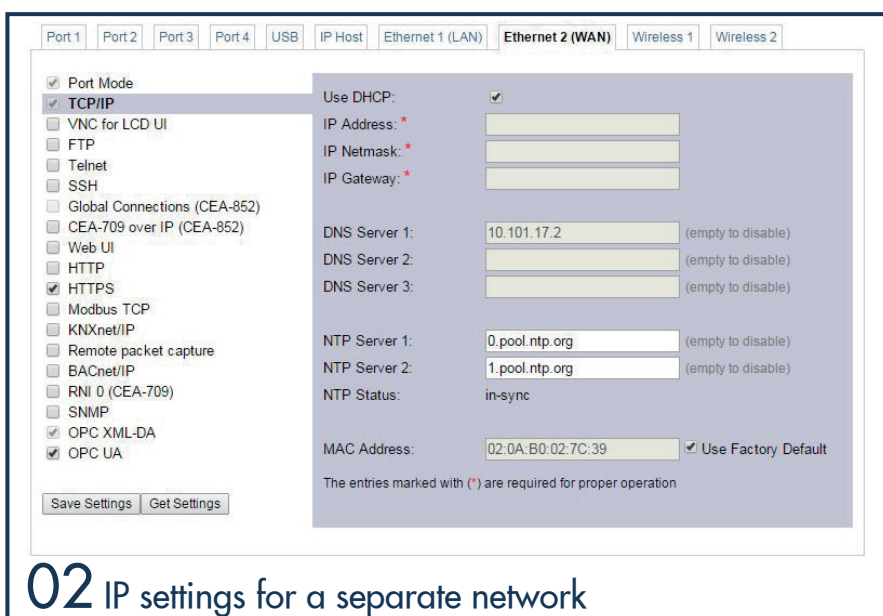 Port 1 Port 2 Port 3 Port 4 USB IP Host Ethernet 1 (LAN) Ethernet 2 (WAN) Wireless 1 Wireless 2
Port Mode
TCP/IP
VNC for LCD UI
FTP
Telnet
SSH
Global Connections (CEA-852)
CEA-709 over IP (CEA-852)
Web UI
HTTP
HTTPS
Modbus TCP
KNXnet/IP
Remote packet capture
BACnet/IP
RNI 0 (CEA-709)
SNMP
OPC XML-DA
OPC UA
Save Settings Get Settings
Use DHCP:
IP Address: *
IP Netmask: *
IP Gateway: *
DNS Server 1: 10.101.17.2 (empty to disable)
DNS Server 2: (empty to disable)
DNS Server 3: (empty to disable)
NTP Server 1: 0.pool.ntp.org (empty to disable)
NTP Server 2: 1.pool.ntp.org (empty to disable)
NTP Status: in-sync
MAC Address: 02:0A:B0:02:7C:39 Use Factory Default
The entries marked with (*) are required for proper operation
02 IP settings for a separate network